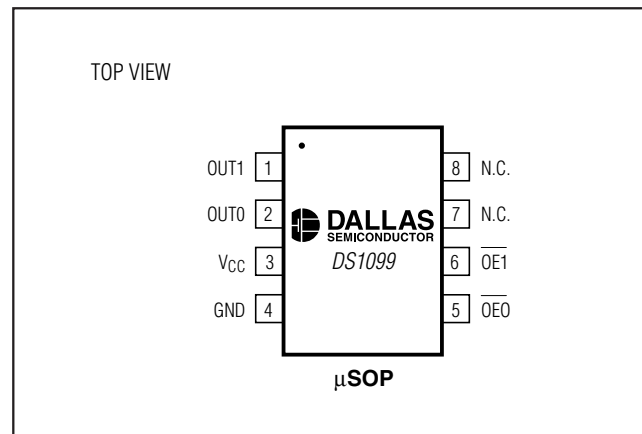 TOP VIEW
OUT1 1 8 N.C.
OUT0 2 DALLAS 7 N.C.
SEMICONDUCTOR
VCC 3 DS1099 6 OE1
GND 4 5 OE0
µSOP